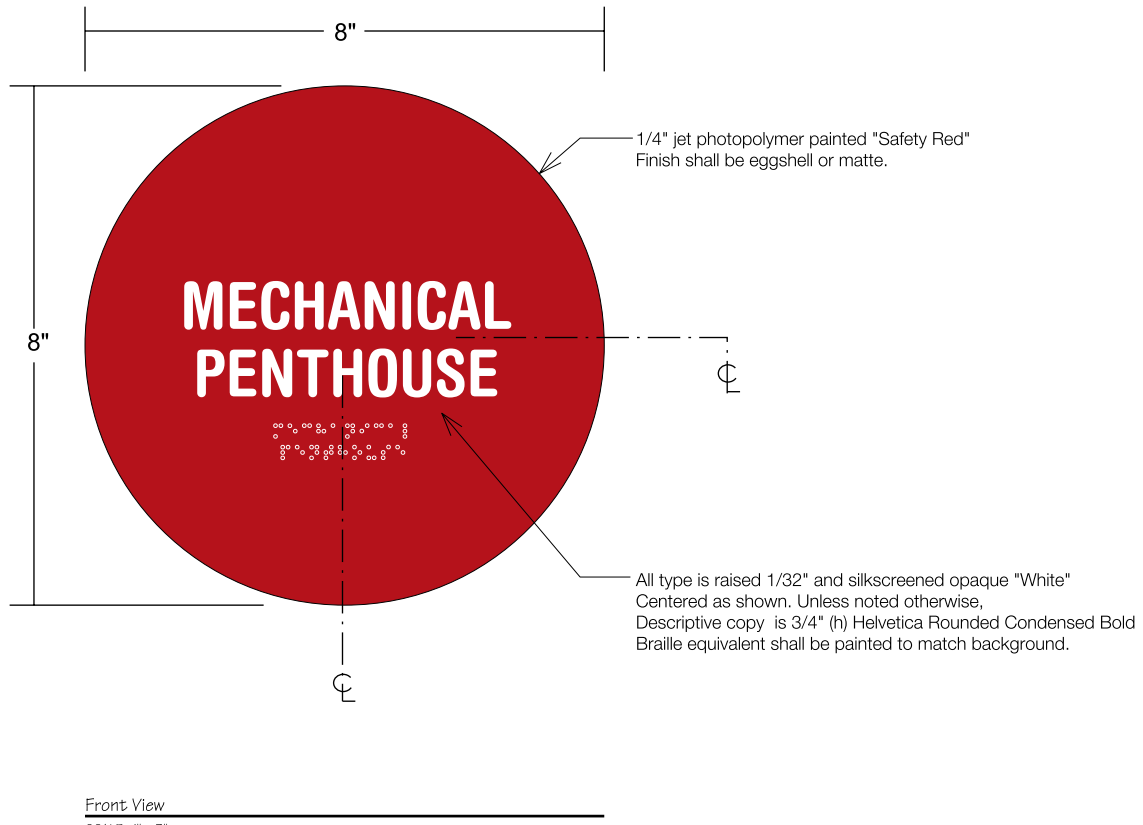 8"
1/4" jet photopolymer painted "Safety Red"
Finish shall be eggshell or matte.
MECHANICAL
8"
PENTHOUSE
All type is raised 1/32" and silkscreened opaque "White"
Centered as shown. Unless noted otherwise,
Descriptive copy is 3/4" (h) Helvetica Rounded Condensed Bold
Braille equivalent shall be painted to match background.
Front View